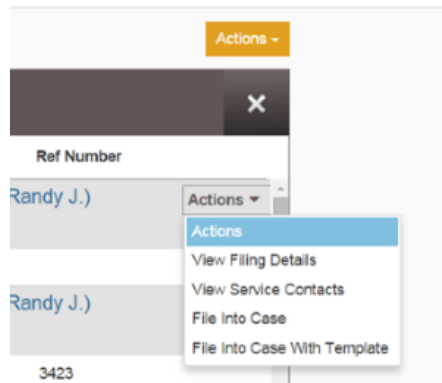 Actions
×
Ref Number
Randy J.)
Actions
Actions
View Filing Details
View Service Contacts
Randy J.)
File Into Case
File Into Case With Template
3423